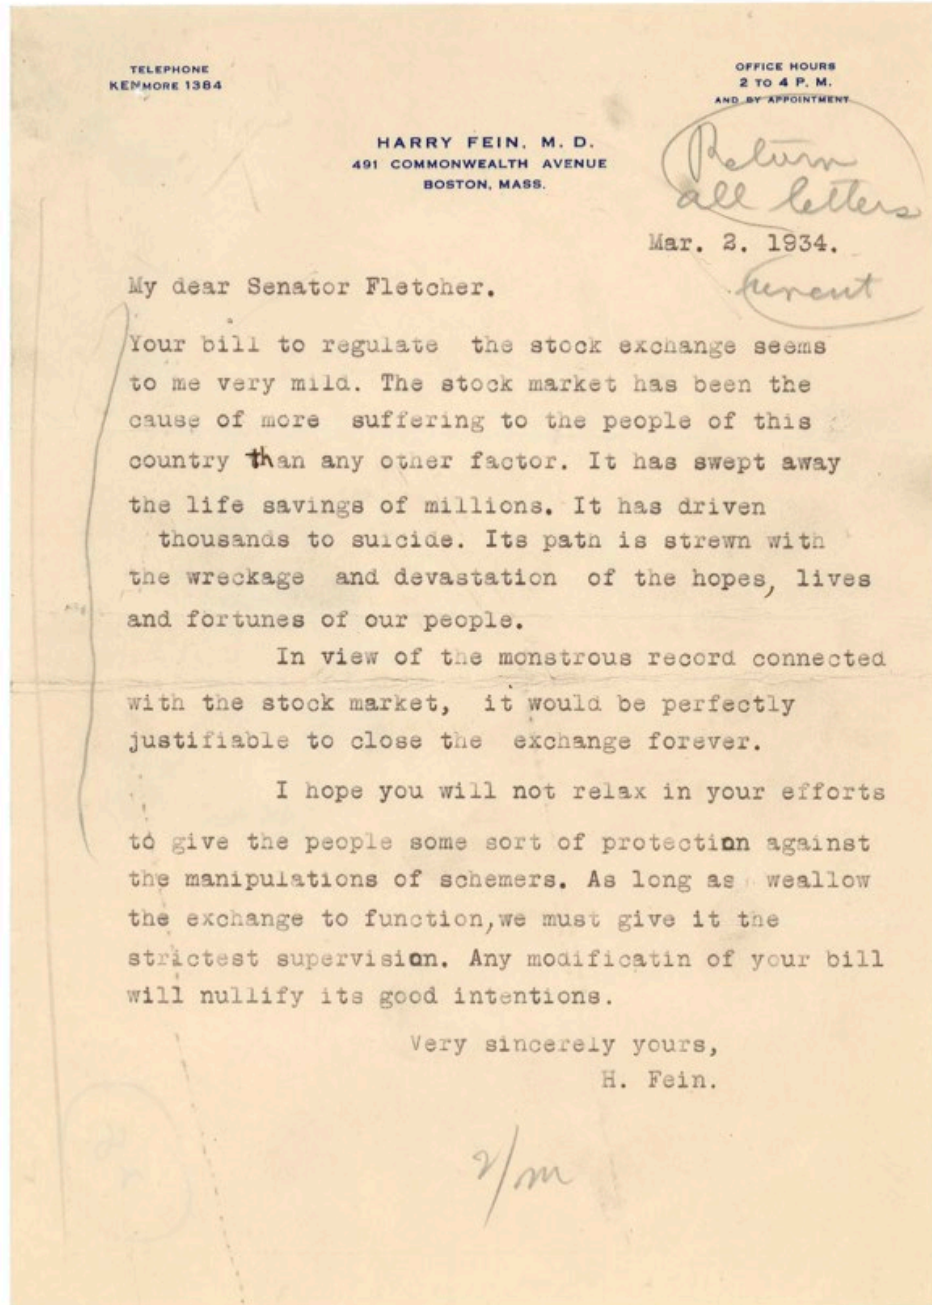 TELEPHONE
KENMORE 1384
OFFICE HOURS
2 TO 4 P. M.
AND BY APPOINTMENT
HARRY FEIN, M. D.
491 COMMONWEALTH AVENUE
BOSTON, MASS.
Return
all letters
Mar. 2. 1934.
My dear Senator Fletcher.
Your bill to regulate the stock exchange seems
to me very mild. The stock market has been the
cause of more suffering to the people of this
country than any other factor. It has swept away
the life savings of millions. It has driven
thousands to suicide. Its path is strewn with
the wreckage and devastation of the hopes, lives
and fortunes of our people.
In view of the monstrous record connected
with the stock market, it would be perfectly
justifiable to close the exchange forever.
I hope you will not relax in your efforts
to give the people some sort of protection against
the manipulations of schemers. As long as weallow
the exchange to function, we must give it the
strictest supervision. Any modificatin of your bill
will nullify its good intentions.
Very sincerely yours,
H. Fein.